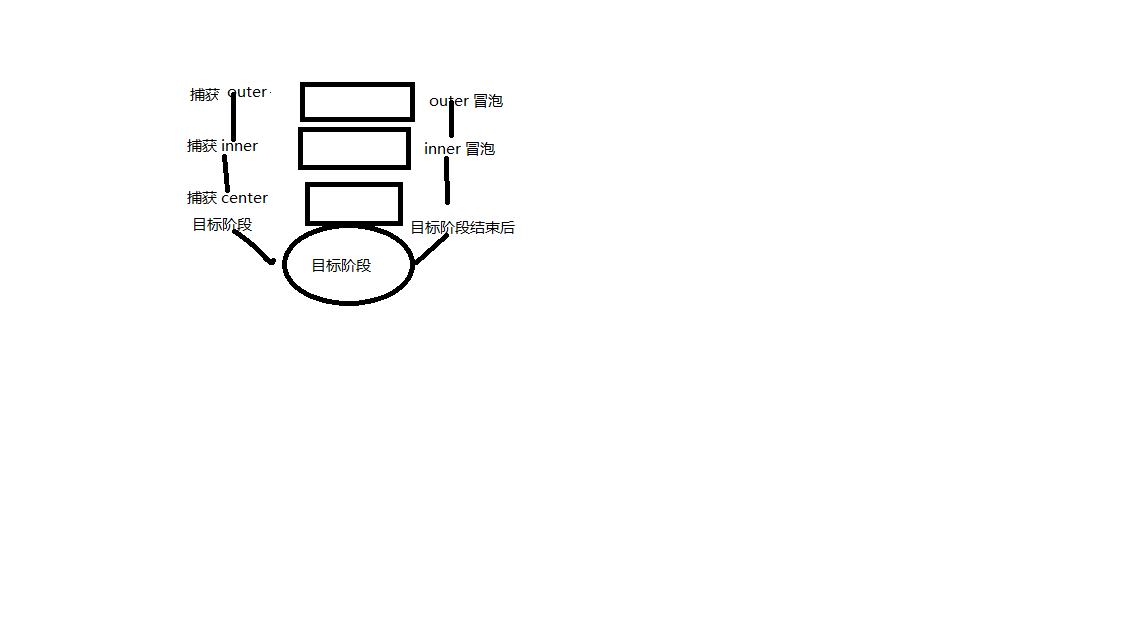 捕获 outer
outer 冒泡
捕获 inner
inner 冒泡
捕获 center
目标阶段
目标阶段结束后
目标阶段